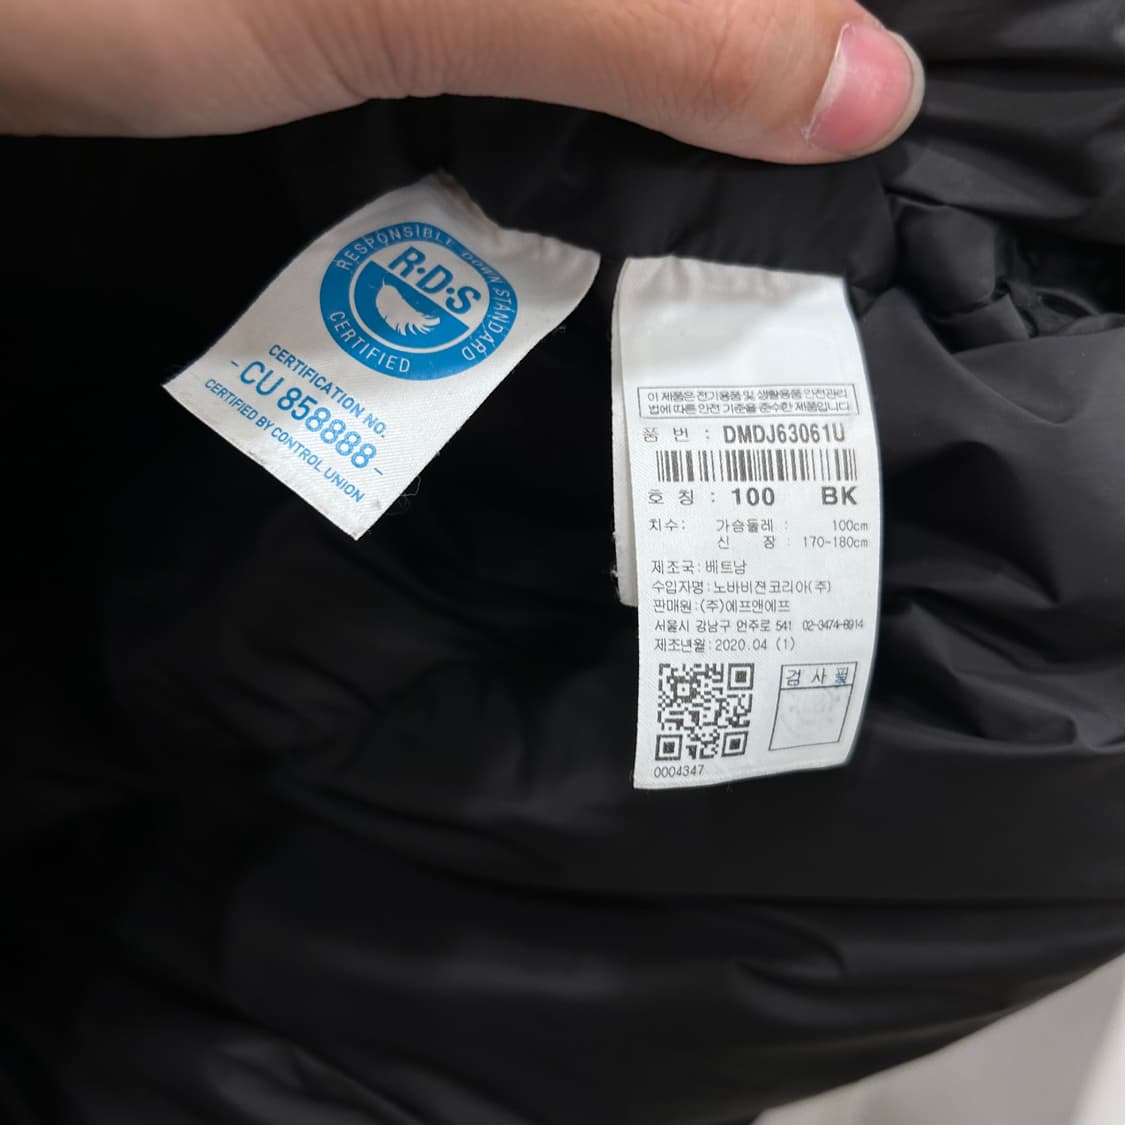 RESPONSIBLE DOWN STANDARD
R·D·S
CERTIFIED
CERTIFICATION NO.
-CU 858888-
CERTIFIED BY CONTROL UNION
이 제품은 전기용품 및 생활용품 안전관리
법에 따른 안전 기준을 준수한 제품입니다
품 번 : DMDJ63061U
호 칭 : 100 BK
치수: 가슴둘레 : 100cm
신 장 : 170-180cm
제조국:베트남
수입자명:노바비젼코리아(주)
판매원:(주)에프앤에프
서울시 강남구 언주로 541 02-3474-8914
제조년월:2020.04 (1)
검 사 필
0004347